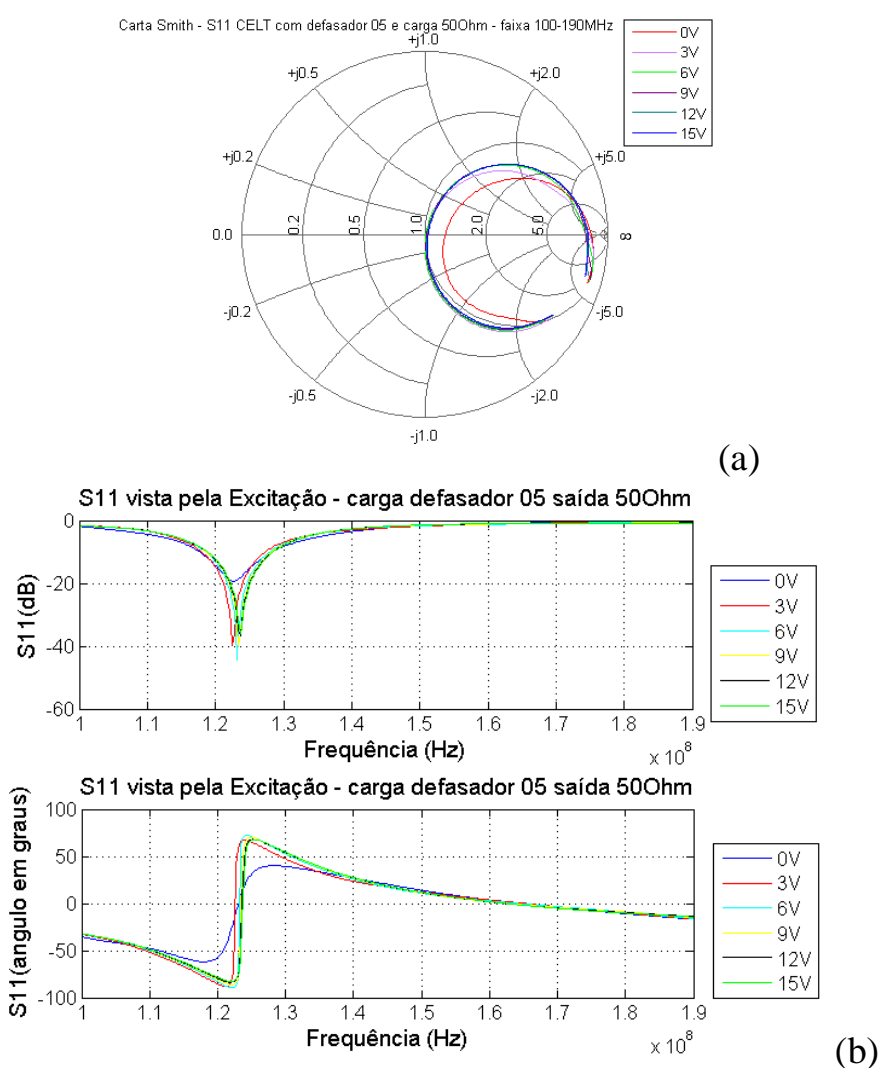 Carta Smith - S11 CELT com defasador 05 e carga 50Ohm - faixa 100-190MHz
0V
3V
6V
9V
12V
15V
+j1.0
+j0.5
+j2.0
+j0.2
+j5.0
0.0
0.2
0.5
1.0
2.0
5.0
∞
-j0.2
-j5.0
-j0.5
-j2.0
-j1.0
(a)
S11 vista pela Excitação - carga defasador 05 saída 50Ohm
S11(dB)
0
-20
-40
-60
1
1.1
1.2
1.3
1.4
1.5
1.6
1.7
1.8
1.9
Frequência (Hz)
x 10^8
0V
3V
6V
9V
12V
15V
S11 vista pela Excitação - carga defasador 05 saída 50Ohm
S11(angulo em graus)
100
50
0
-50
-100
1
1.1
1.2
1.3
1.4
1.5
1.6
1.7
1.8
1.9
Frequência (Hz)
x 10^8
0V
3V
6V
9V
12V
15V
(b)